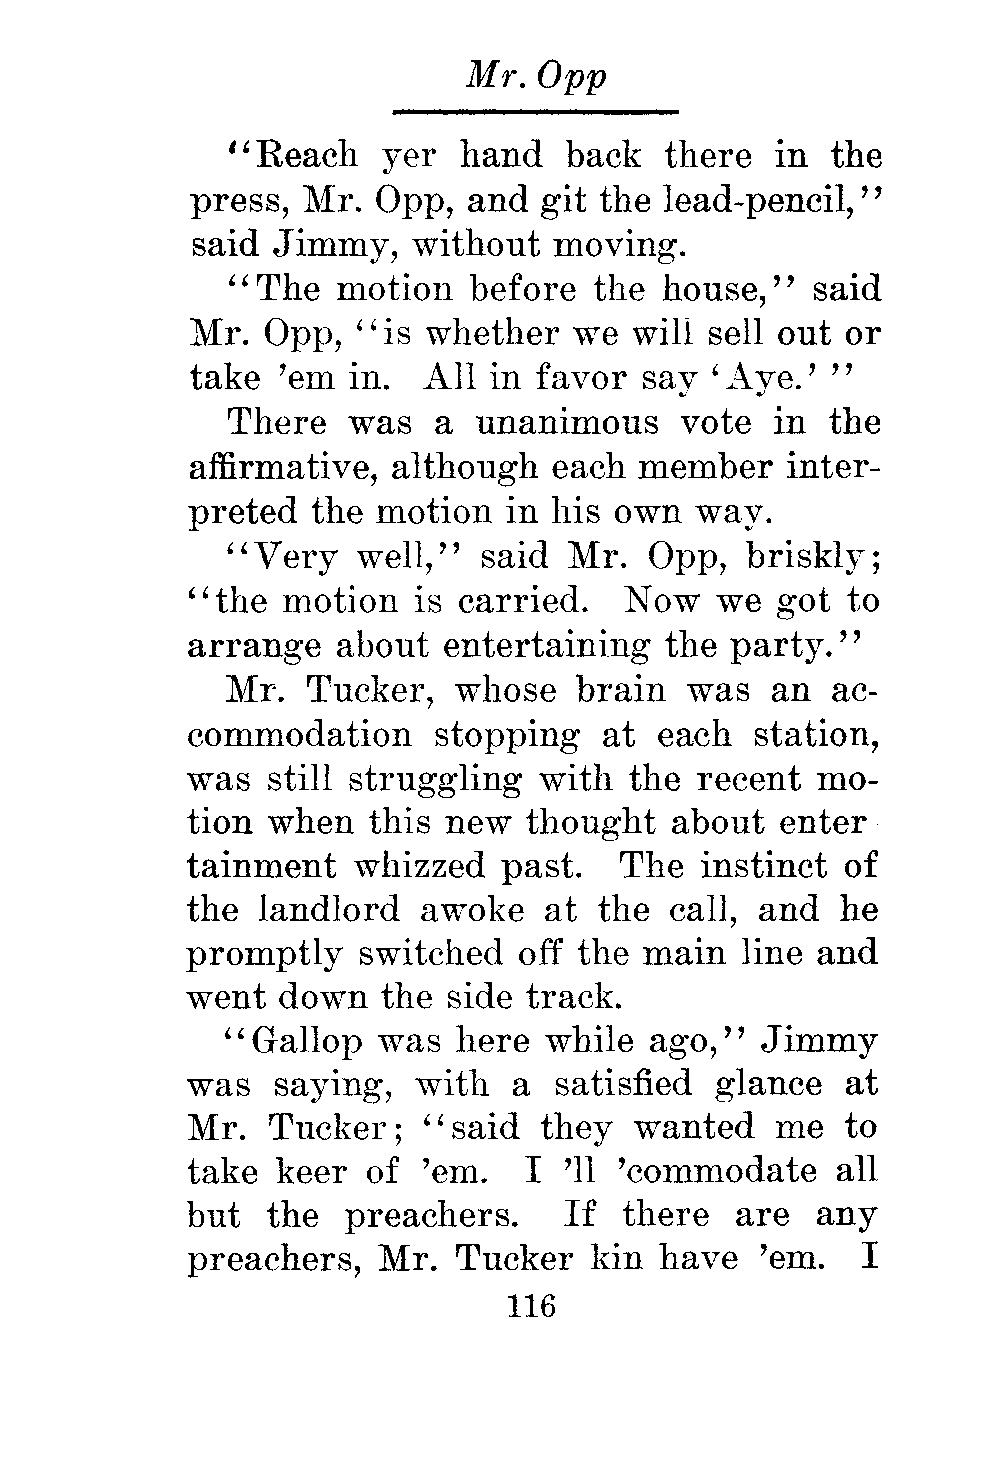 Mr. Opp
“Reach yer hand back there in the
press, Mr. Opp, and git the lead-pencil,”
said Jimmy, without moving.
“The motion before the house,” said
Mr. Opp, “is whether we will sell out or
take ’em in. All in favor say ‘Aye.’ ”
There was a unanimous vote in the
affirmative, although each member inter-
preted the motion in his own way.
“Very well,” said Mr. Opp, briskly;
“the motion is carried. Now we got to
arrange about entertaining the party.”
Mr. Tucker, whose brain was an ac-
commodation stopping at each station,
was still struggling with the recent mo-
tion when this new thought about enter
tainment whizzed past. The instinct of
the landlord awoke at the call, and he
promptly switched off the main line and
went down the side track.
“Gallop was here while ago,” Jimmy
was saying, with a satisfied glance at
Mr. Tucker; “said they wanted me to
take keer of ’em. I ’ll ’commodate all
but the preachers. If there are any
preachers, Mr. Tucker kin have ’em. I
116